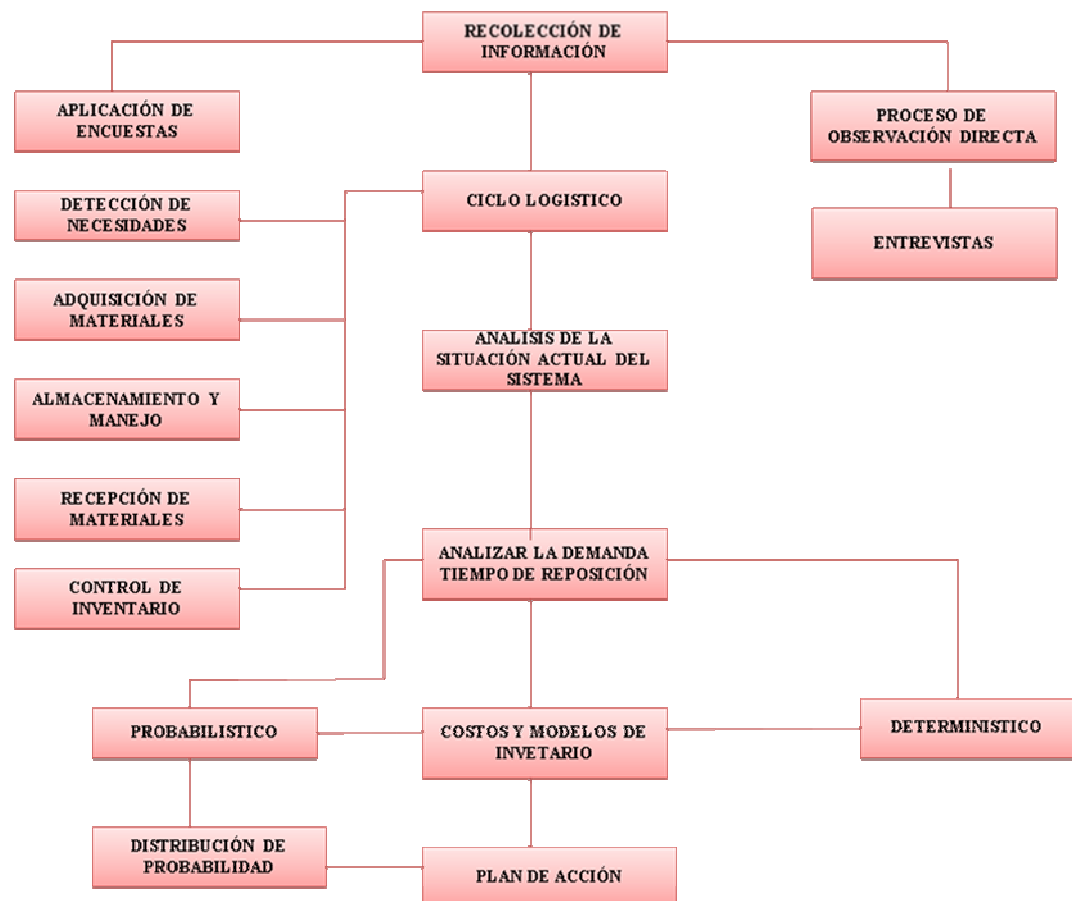 RECOLECCIÓN DE
INFORMACIÓN
APLICACIÓN DE
ENCUESTAS
PROCESO DE
OBSERVACIÓN DIRECTA
CICLO LOGISTICO
DETECCIÓN DE
NECESIDADES
ENTREVISTAS
ADQUISICIÓN DE
MATERIALES
ANALISIS DE LA
SITUACIÓN ACTUAL DEL
SISTEMA
ALMACENAMIENTO Y
MANEJO
RECEPCIÓN DE
MATERIALES
ANALIZAR LA DEMANDA
TIEMPO DE REPOSICIÓN
CONTROL DE
INVENTARIO
PROBABILISTICO
COSTOS Y MODELOS DE
INVETARIO
DETERMINISTICO
DISTRIBUCIÓN DE
PROBABILIDAD
PLAN DE ACCIÓN